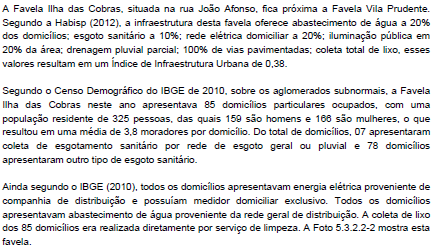 A Favela Ilha das Cobras, situada na rua João Afonso, fica próxima a Favela Vila Prudente.
Segundo a Habisp (2012), a infraestrutura desta favela oferece abastecimento de água a 20%
dos domicílios; esgoto sanitário a 10%; rede elétrica domiciliar a 20%; iluminação pública em
20% da área; drenagem pluvial parcial; 100% de vias pavimentadas; coleta total de lixo, esses
valores resultam em um Índice de Infraestrutura Urbana de 0,38.
Segundo o Censo Demográfico do IBGE de 2010, sobre os aglomerados subnormais, a Favela
Ilha das Cobras neste ano apresentava 85 domicílios particulares ocupados, com uma
população residente de 325 pessoas, das quais 159 são homens e 166 são mulheres, o que
resultou em uma média de 3,8 moradores por domicílio. Do total de domicílios, 07 apresentaram
coleta de esgotamento sanitário por rede de esgoto geral ou pluvial e 78 domicílios
apresentaram outro tipo de esgoto sanitário.
Ainda segundo o IBGE (2010), todos os domicílios apresentavam energia elétrica proveniente de
companhia de distribuição e possuíam medidor domiciliar exclusivo. Todos os domicílios
apresentavam abastecimento de água proveniente da rede geral de distribuição. A coleta de lixo
dos 85 domicílios era realizada diretamente por serviço de limpeza. A Foto 5.3.2.2-2 mostra esta
favela.